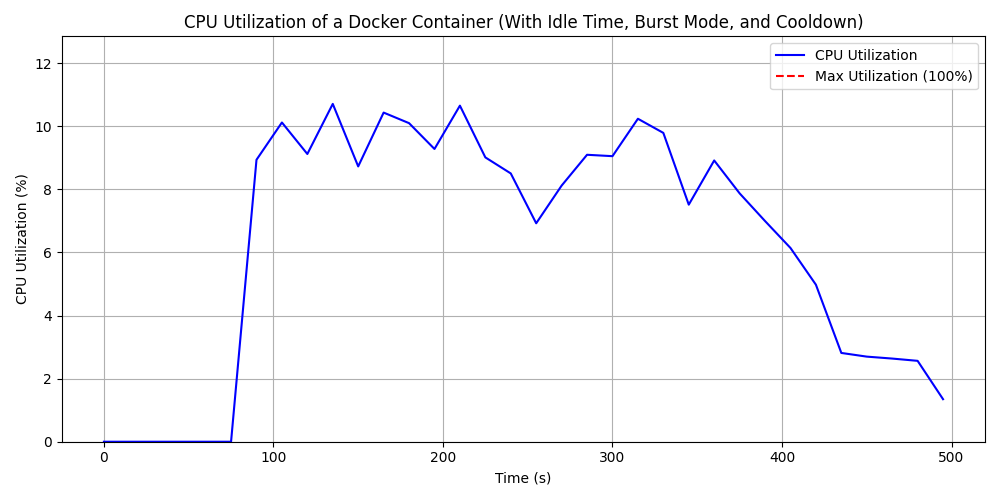 CPU Utilization of a Docker Container (With Idle Time, Burst Mode, and Cooldown)
CPU Utilization
Max Utilization (100%)
CPU Utilization (%)
12
10
8
6
4
2
0
0 100 200 300 400 500
Time (s)